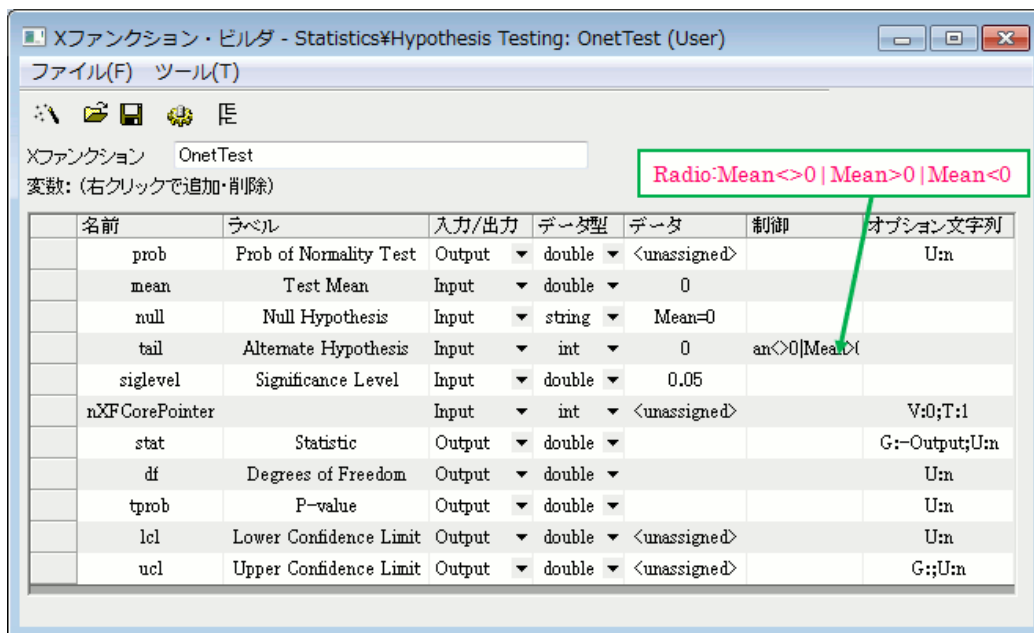 Xファンクション・ビルダ - Statistics¥Hypothesis Testing: OnetTest (User)
ファイル(F) ツール(T)
Xファンクション OnetTest
Radio:Mean<>0|Mean>0|Mean<0
変数: (右クリックで追加・削除)
名前 ラベル 入力/出力 データ型 データ 制御 オプション文字列
prob Prob of Normality Test Output double <unassigned> U:n
mean Test Mean Input double 0
null Null Hypothesis Input string Mean=0
tail Alternate Hypothesis Input int 0 an<>0|Mean>(
siglevel Significance Level Input double 0.05
nXFCorePointer Input int <unassigned> V:0;T:1
stat Statistic Output double G:-Output;U:n
df Degrees of Freedom Output double U:n
tprob P-value Output double U:n
lcl Lower Confidence Limit Output double <unassigned> U:n
ucl Upper Confidence Limit Output double <unassigned> G:;U:n